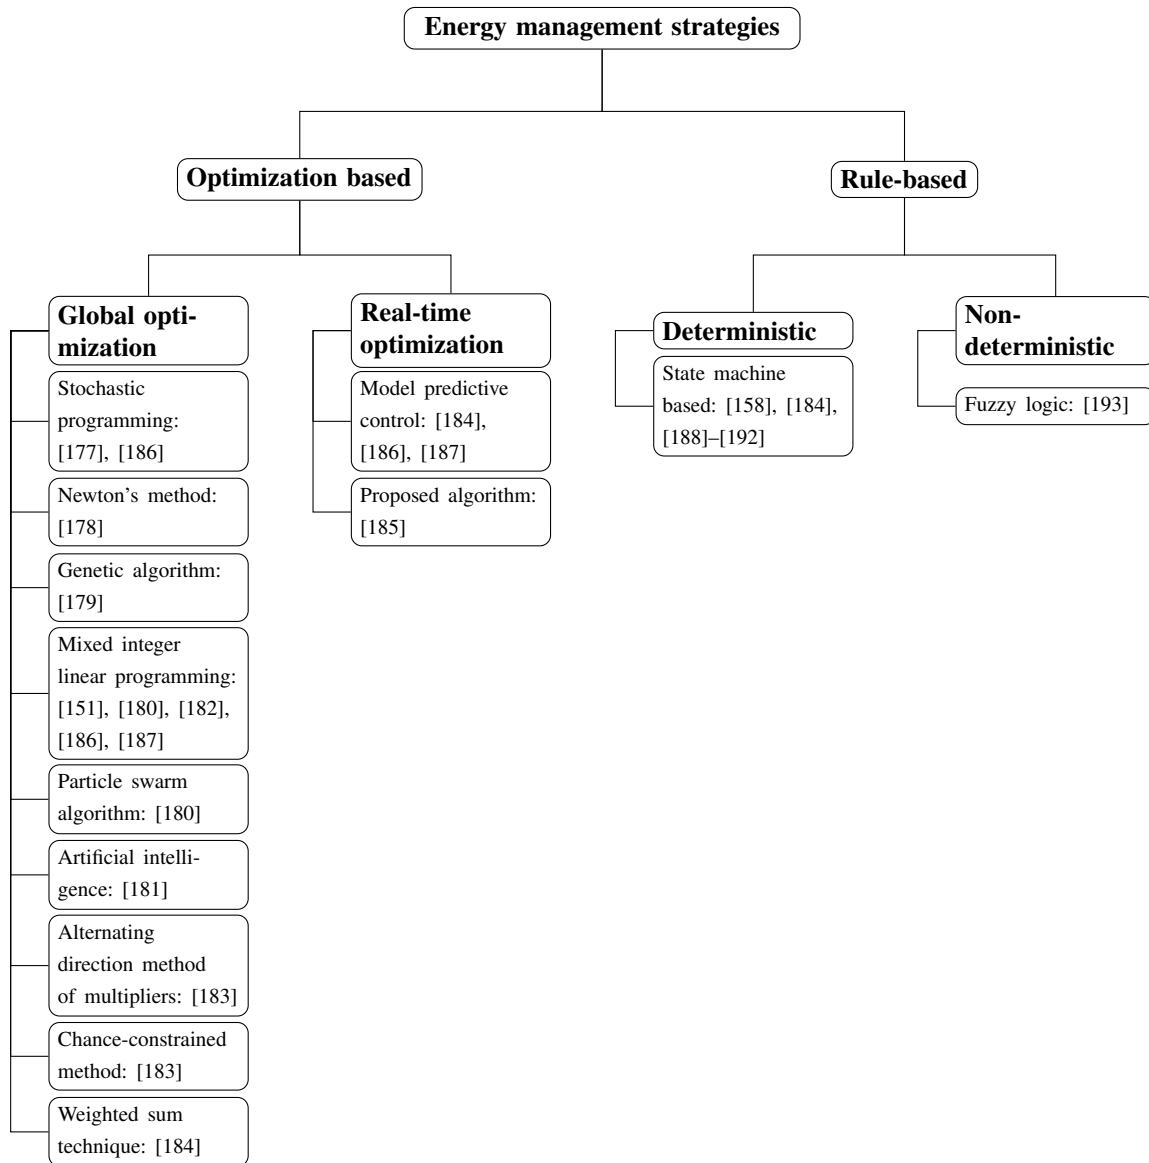 Energy management strategies
Optimization based
Rule-based
Global opti-
mization
Stochastic
programming:
[177], [186]
Newton's method:
[178]
Genetic algorithm:
[179]
Mixed integer
linear programming:
[151], [180], [182],
[186], [187]
Particle swarm
algorithm: [180]
Artificial intelli-
gence: [181]
Alternating
direction method
of multipliers: [183]
Chance-constrained
method: [183]
Weighted sum
technique: [184]
Real-time
optimization
Model predictive
control: [184],
[186], [187]
Proposed algorithm:
[185]
Deterministic
State machine
based: [158], [184],
[188]–[192]
Non-
deterministic
Fuzzy logic: [193]